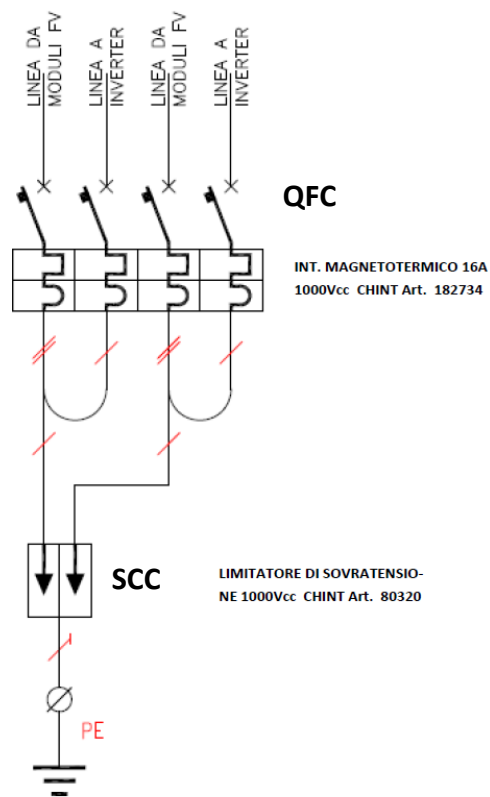 LINEA DA
MODULI FV
LINEA A
INVERTER
LINEA DA
MODULI FV
LINEA A
INVERTER
QFC
INT. MAGNETOTERMICO 16A
1000Vcc CHINT Art. 182734
SCC
LIMITATORE DI SOVRATENSIO-
NE 1000Vcc CHINT Art. 80320
PE